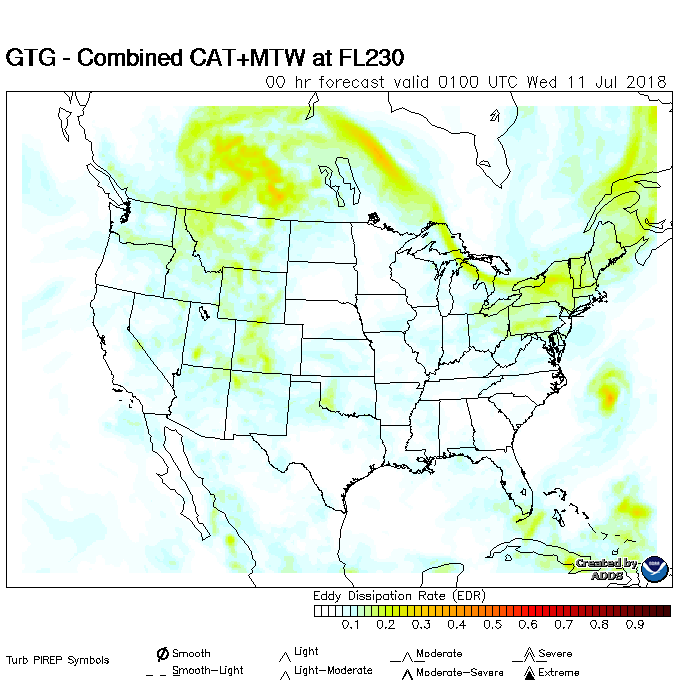 GTG - Combined CAT+MTW at FL230
00 hr forecast valid 0100 UTC Wed 11 Jul 2018
Created by
ADDS
Eddy Dissipation Rate (EDR)
0.1 0.2 0.3 0.4 0.5 0.6 0.7 0.8 0.9
Turb PIREP Symbols
Smooth Light Moderate Severe
Smooth-Light Light-Moderate Moderate-Severe Extreme